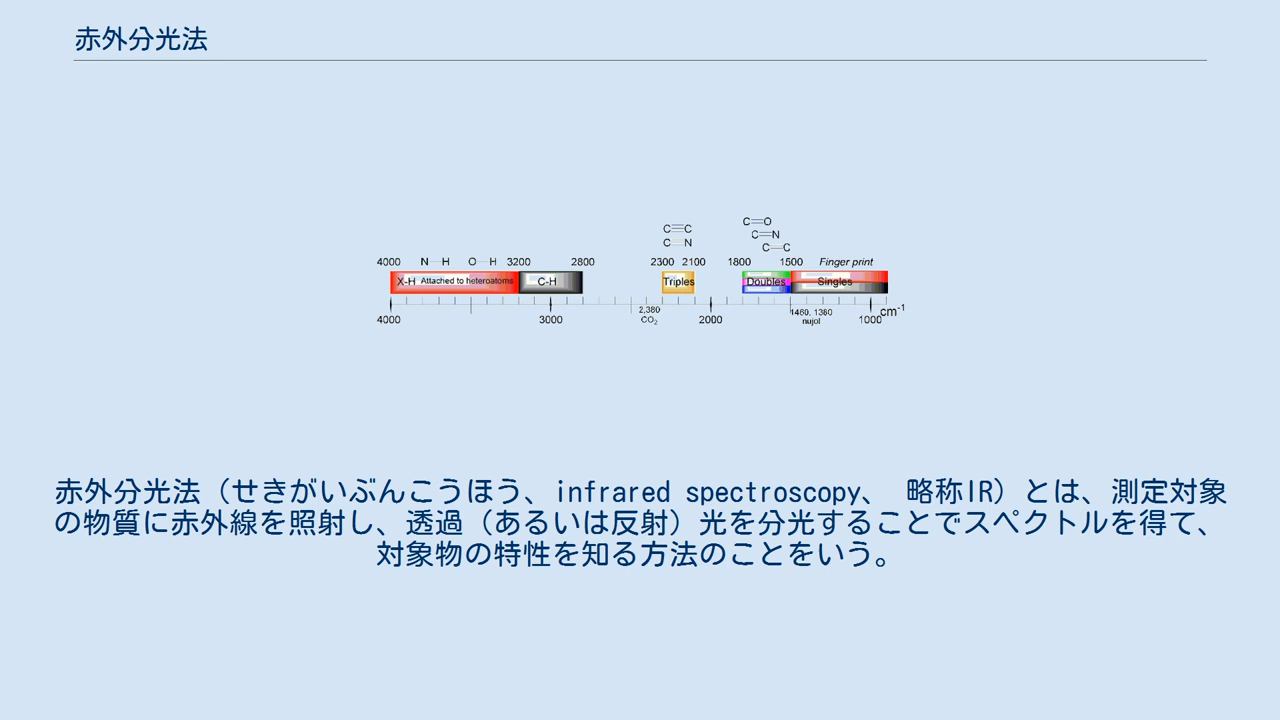 赤外分光法
C≡C
C≡N
C=O
C=N
C=C
4000 N-H O-H 3200 2800 2300 2100 1800 1500 Finger print
X-H Attached to heteroatoms C-H Triples Doubles Singles
4000 3000 2,380 CO₂ 2000 1460, 1380 nujol 1000 cm⁻¹
赤外分光法（せきがいぶんこうほう、infrared spectroscopy、 略称IR）とは、測定対象
の物質に赤外線を照射し、透過（あるいは反射）光を分光することでスペクトルを得て、
対象物の特性を知る方法のことをいう。